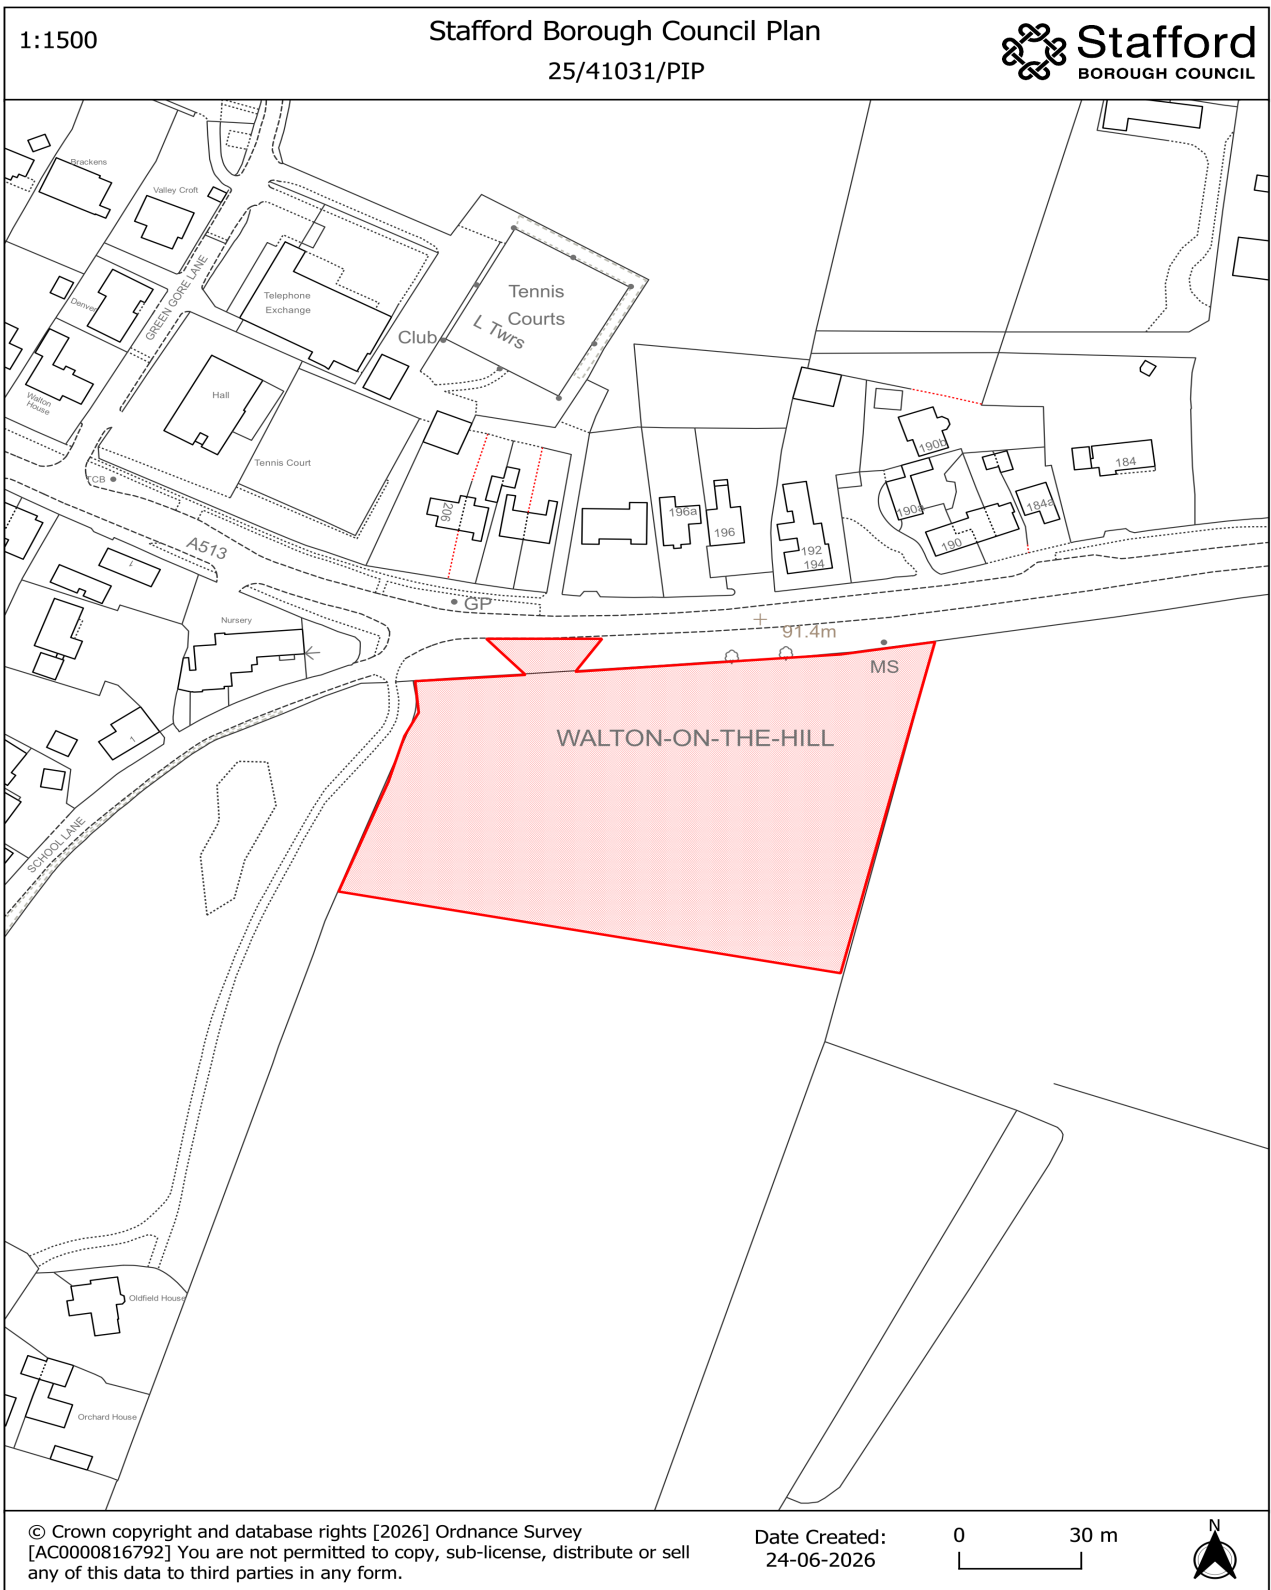 1:1500
Stafford Borough Council Plan
25/41031/PIP
Stafford
BOROUGH COUNCIL
Brackens
Valley Croft
Denver
GREEN GORE LANE
Telephone
Exchange
Club
Tennis
Courts
L Twrs
Walton
House
Hall
Tennis Court
TCB
A513
206
196a
196
192
194
190b
190a
190
184a
184
1
Nursery
GP
91.4m
MS
WALTON-ON-THE-HILL
1
SCHOOL LANE
Oldfield House
Orchard House
© Crown copyright and database rights [2026] Ordnance Survey
[AC0000816792] You are not permitted to copy, sub-license, distribute or sell
any of this data to third parties in any form.
Date Created:
24-06-2026
0
30 m
N